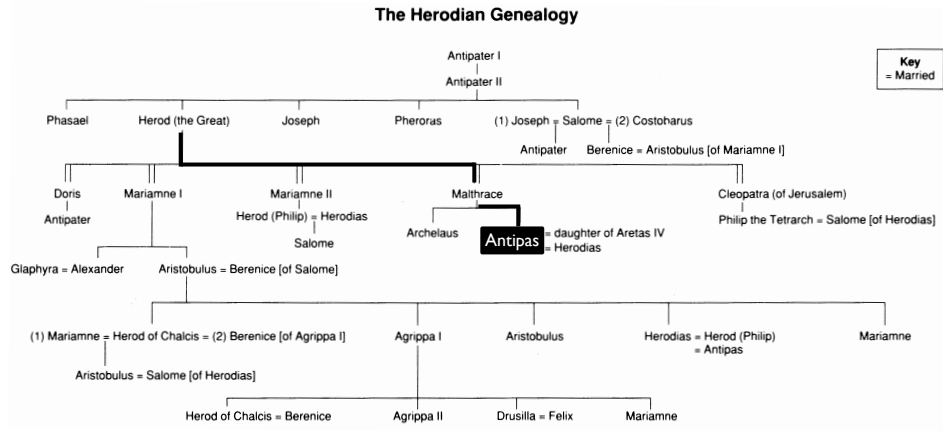 The Herodian Genealogy
Key
= Married
Antipater I
Antipater II
Phasael
Herod (the Great)
Joseph
Pheroras
(1) Joseph = Salome = (2) Costobarus
Antipater
Berenice = Aristobulus [of Mariamne I]
Doris
Mariamne I
Mariamne II
Malthrace
Cleopatra (of Jerusalem)
Antipater
Herod (Philip) = Herodias
Philip the Tetrarch = Salome [of Herodias]
Salome
Archelaus
Antipas
= daughter of Aretas IV
= Herodias
Glaphyra = Alexander
Aristobulus = Berenice [of Salome]
(1) Mariamne = Herod of Chalcis = (2) Berenice [of Agrippa I]
Agrippa I
Aristobulus
Herodias = Herod (Philip)
= Antipas
Mariamne
Aristobulus = Salome [of Herodias]
Herod of Chalcis = Berenice
Agrippa II
Drusilla = Felix
Mariamne